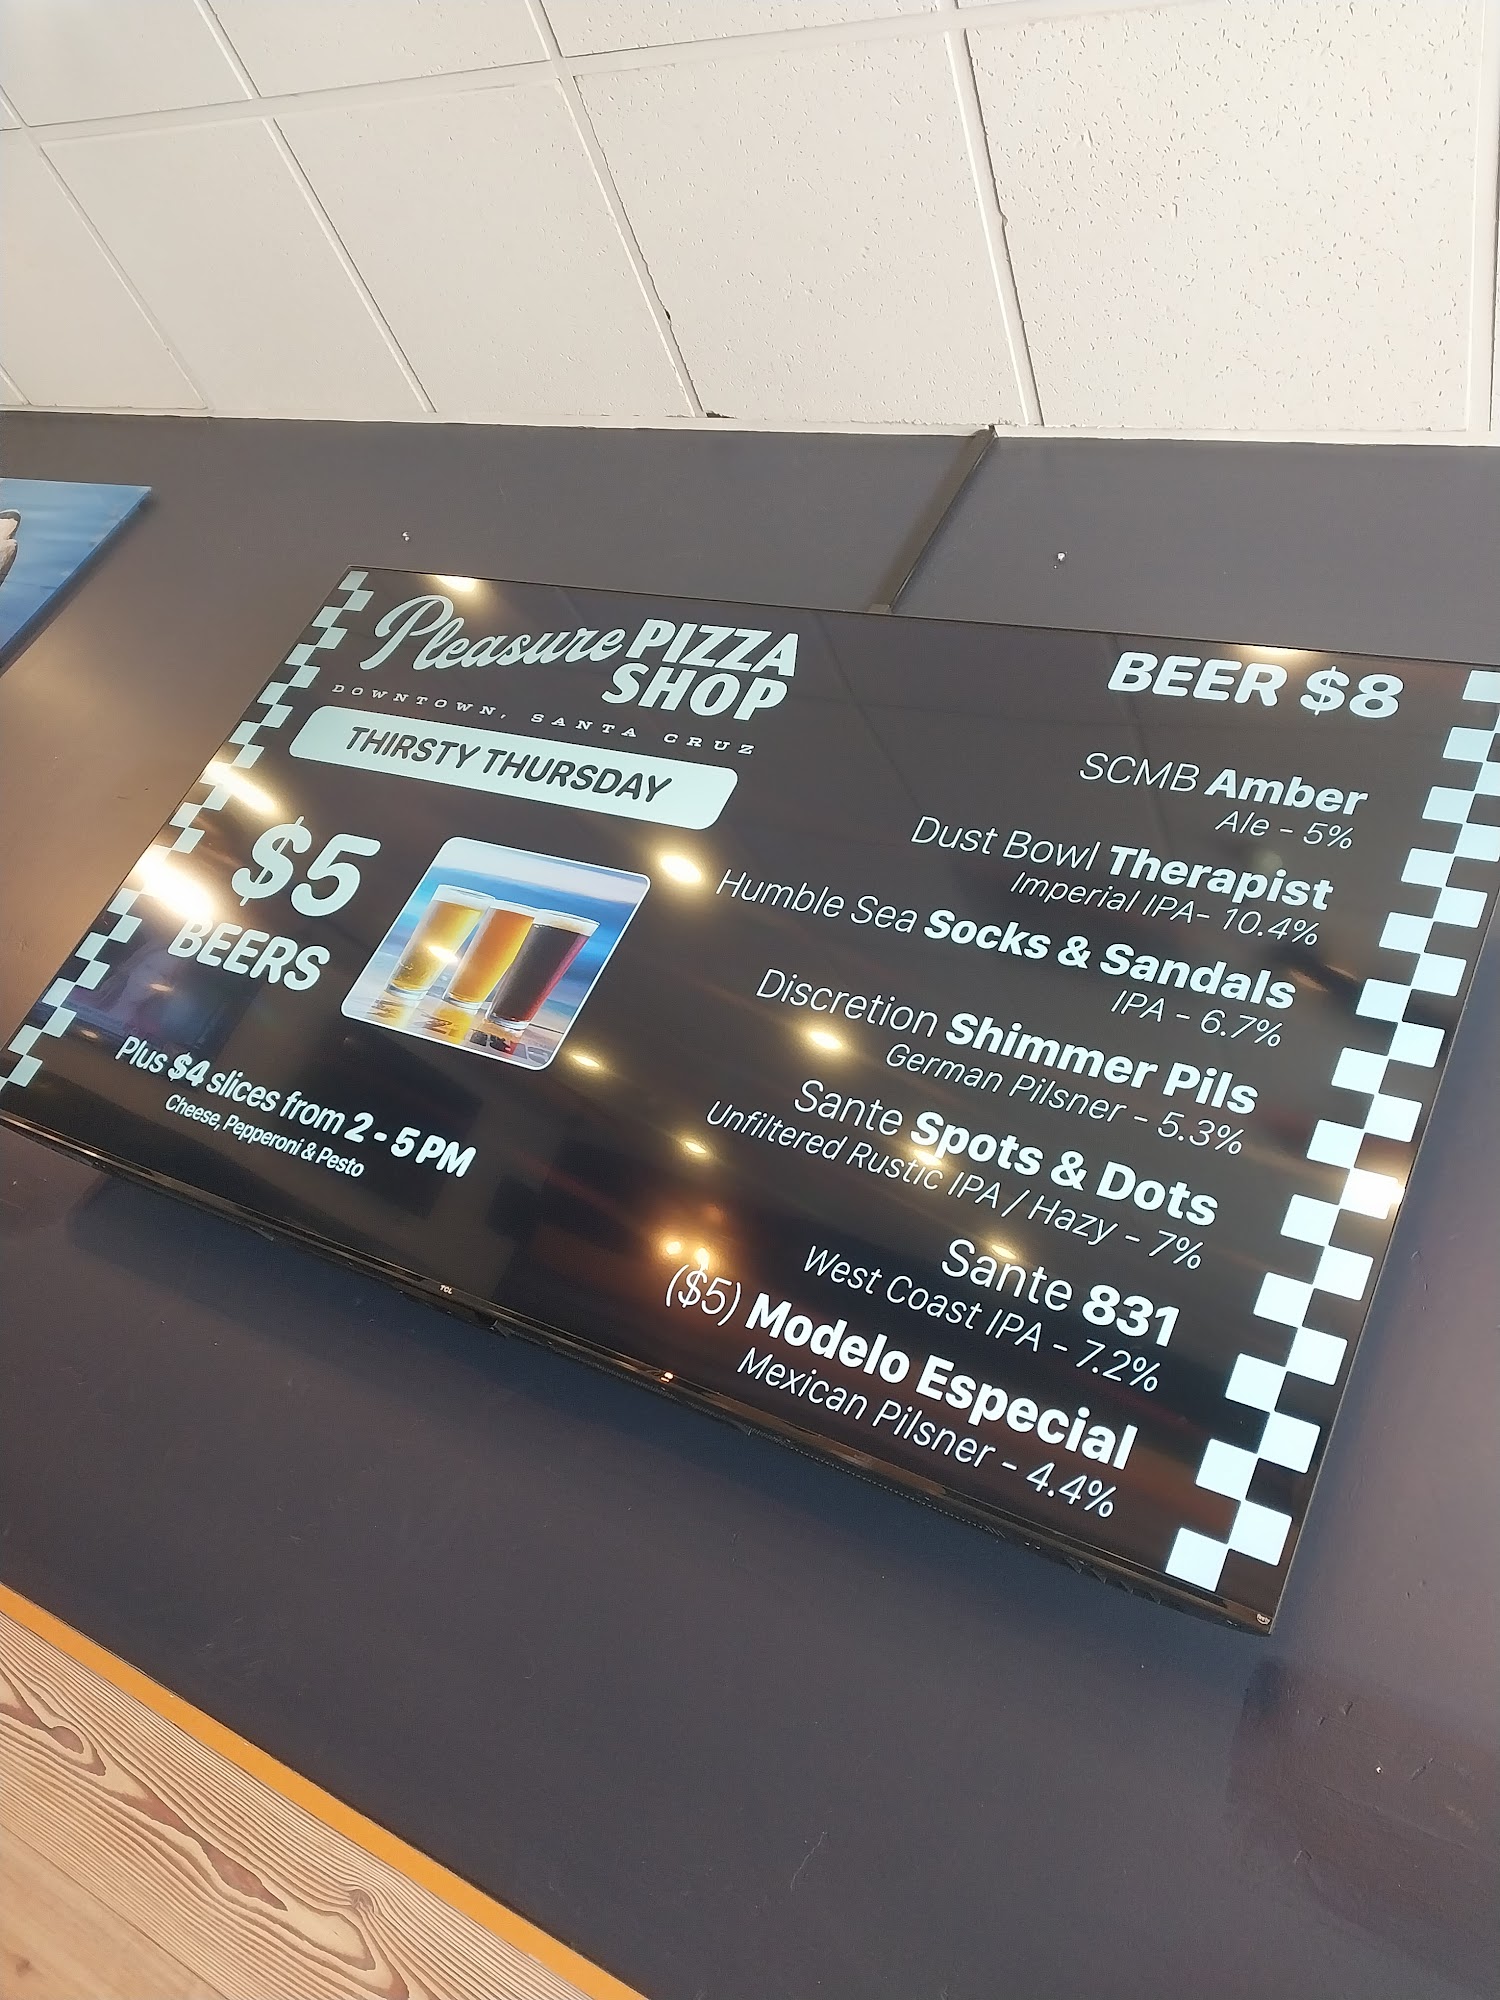 Pleasure PIZZA
SHOP
DOWNTOWN, SANTA CRUZ
THIRSTY THURSDAY
$5
BEERS
Plus $4 slices from 2 - 5 PM
Cheese, Pepperoni & Pesto
BEER $8
SCMB Amber
Ale - 5%
Dust Bowl Therapist
Imperial IPA- 10.4%
Humble Sea Socks & Sandals
IPA - 6.7%
Discretion Shimmer Pils
German Pilsner - 5.3%
Sante Spots & Dots
Unfiltered Rustic IPA / Hazy - 7%
Sante 831
West Coast IPA - 7.2%
($5) Modelo Especial
Mexican Pilsner - 4.4%
TCL